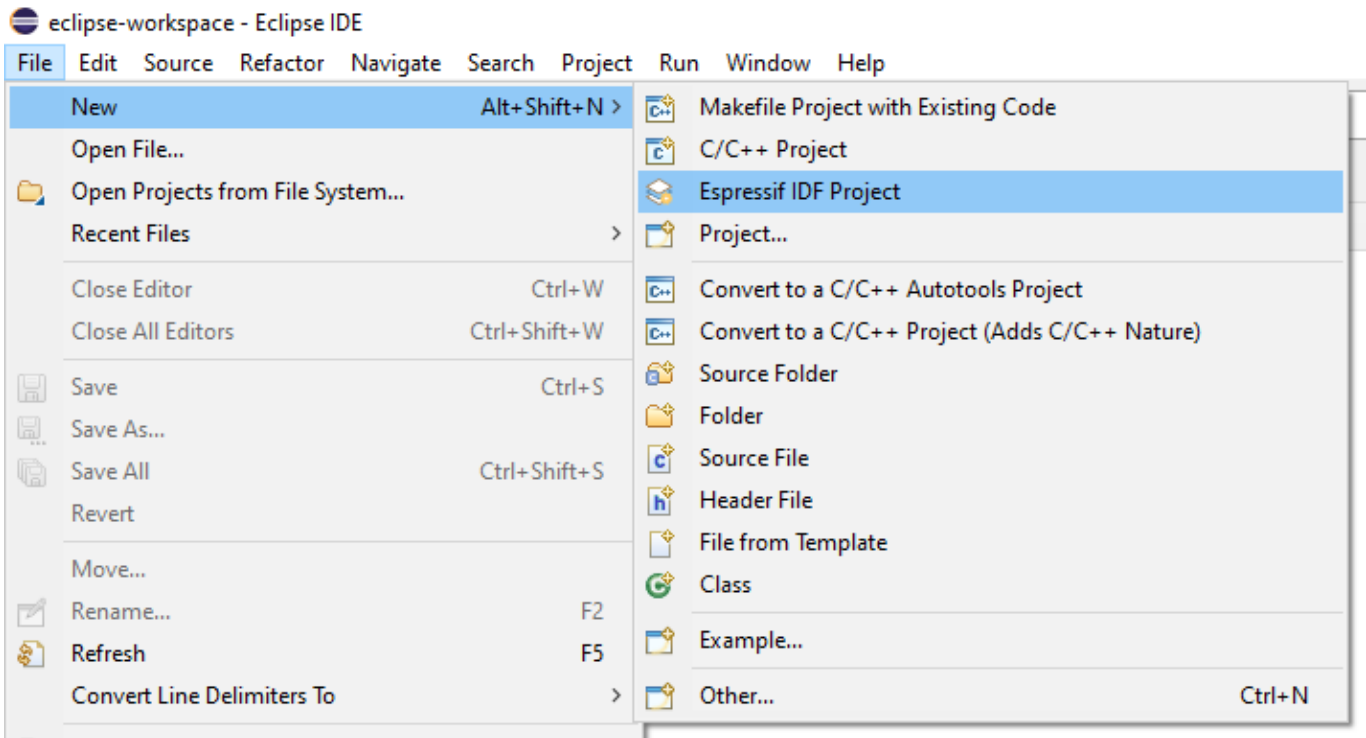 eclipse-workspace - Eclipse IDE
File Edit Source Refactor Navigate Search Project Run Window Help
New Alt+Shift+N >
Open File...
Open Projects from File System...
Recent Files >
Close Editor Ctrl+W
Close All Editors Ctrl+Shift+W
Save Ctrl+S
Save As...
Save All Ctrl+Shift+S
Revert
Move...
Rename... F2
Refresh F5
Convert Line Delimiters To >
Makefile Project with Existing Code
C/C++ Project
Espressif IDF Project
Project...
Convert to a C/C++ Autotools Project
Convert to a C/C++ Project (Adds C/C++ Nature)
Source Folder
Folder
Source File
Header File
File from Template
Class
Example...
Other... Ctrl+N